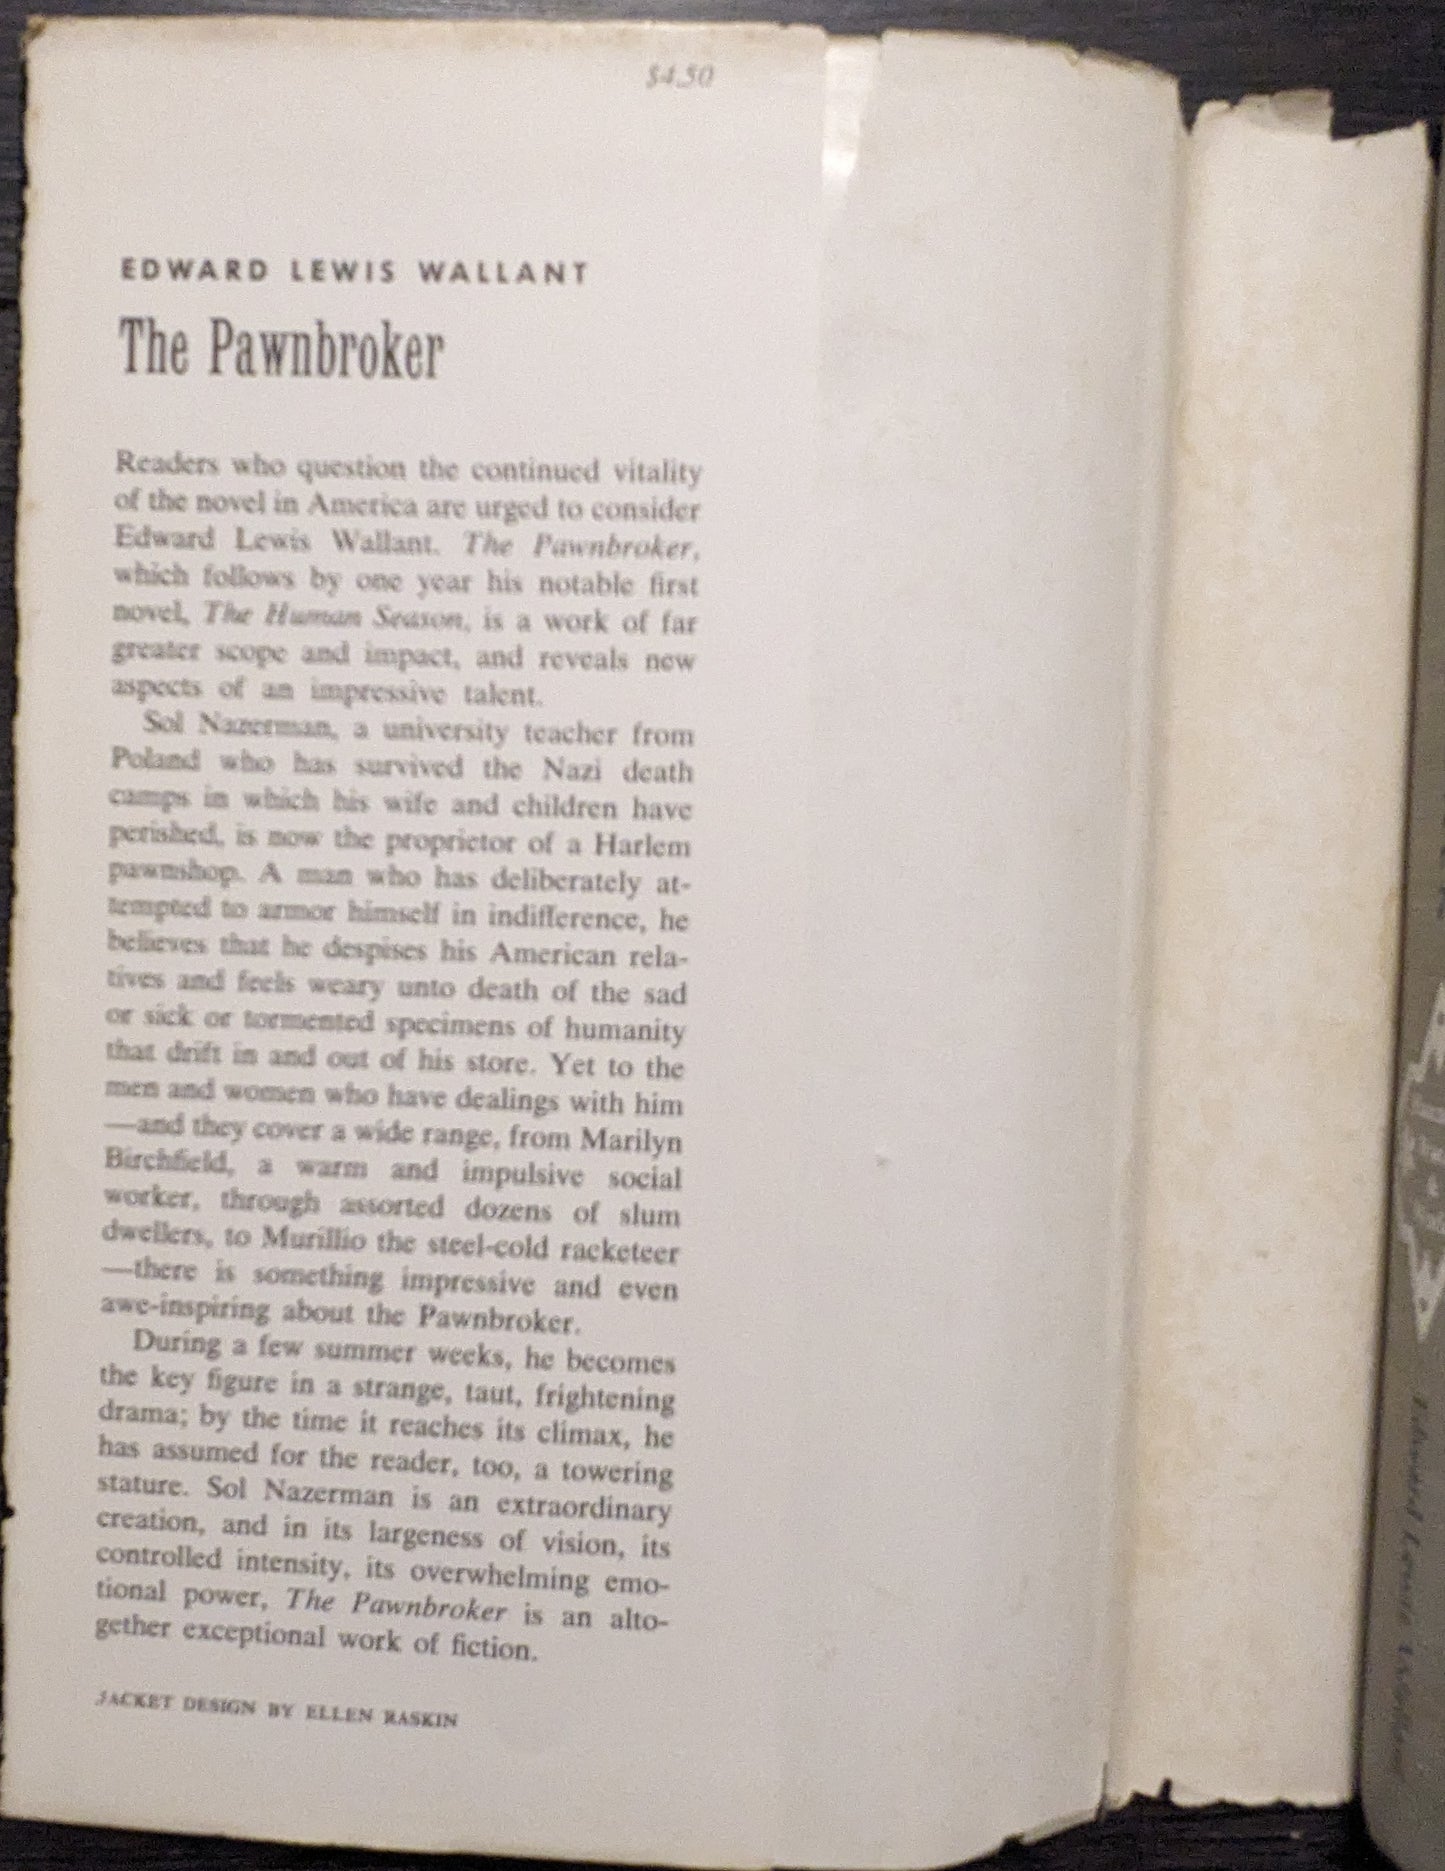 $4.50
EDWARD LEWIS WALLANT
The Pawnbroker
Readers who question the continued vitality
of the novel in America are urged to consider
Edward Lewis Wallant. The Pawnbroker,
which follows by one year his notable first
novel, The Human Season, is a work of far
greater scope and impact, and reveals new
aspects of an impressive talent.
Sol Nazerman, a university teacher from
Poland who has survived the Nazi death
camps in which his wife and children have
perished, is now the proprietor of a Harlem
pawnshop. A man who has deliberately at-
tempted to armor himself in indifference, he
believes that he despises his American rela-
tives and feels weary unto death of the sad
or sick or tormented specimens of humanity
that drift in and out of his store. Yet to the
men and women who have dealings with him
—and they cover a wide range, from Marilyn
Birchfield, a warm and impulsive social
worker, through assorted dozens of slum
dwellers, to Murillio the steel-cold racketeer
—there is something impressive and even
awe-inspiring about the Pawnbroker.
During a few summer weeks, he becomes
the key figure in a strange, taut, frightening
drama; by the time it reaches its climax, he
has assumed for the reader, too, a towering
stature. Sol Nazerman is an extraordinary
creation, and in its largeness of vision, its
controlled intensity, its overwhelming emo-
tional power, The Pawnbroker is an alto-
gether exceptional work of fiction.
JACKET DESIGN BY ELLEN RASKIN